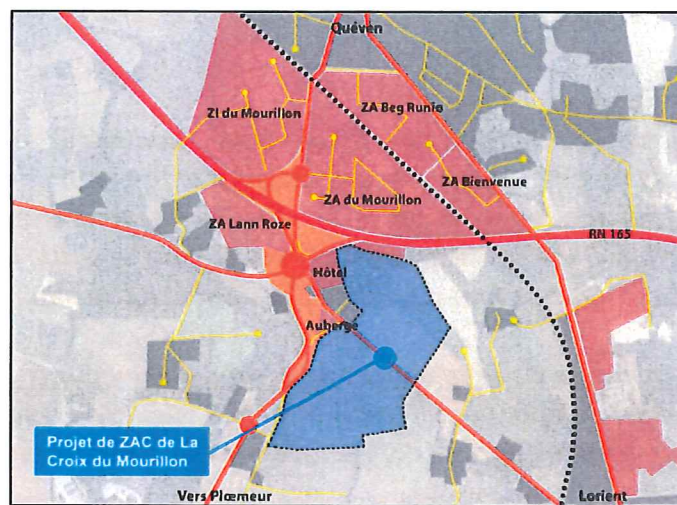 Quéven
ZI du Mourillon
ZA Beg Runio
ZA Bienvenue
ZA du Mourillon
ZA Lann Roze
RN 165
Hôtel
Auberge
Projet de ZAC de La
Croix du Mourillon
Vers Plœmeur
Lorient